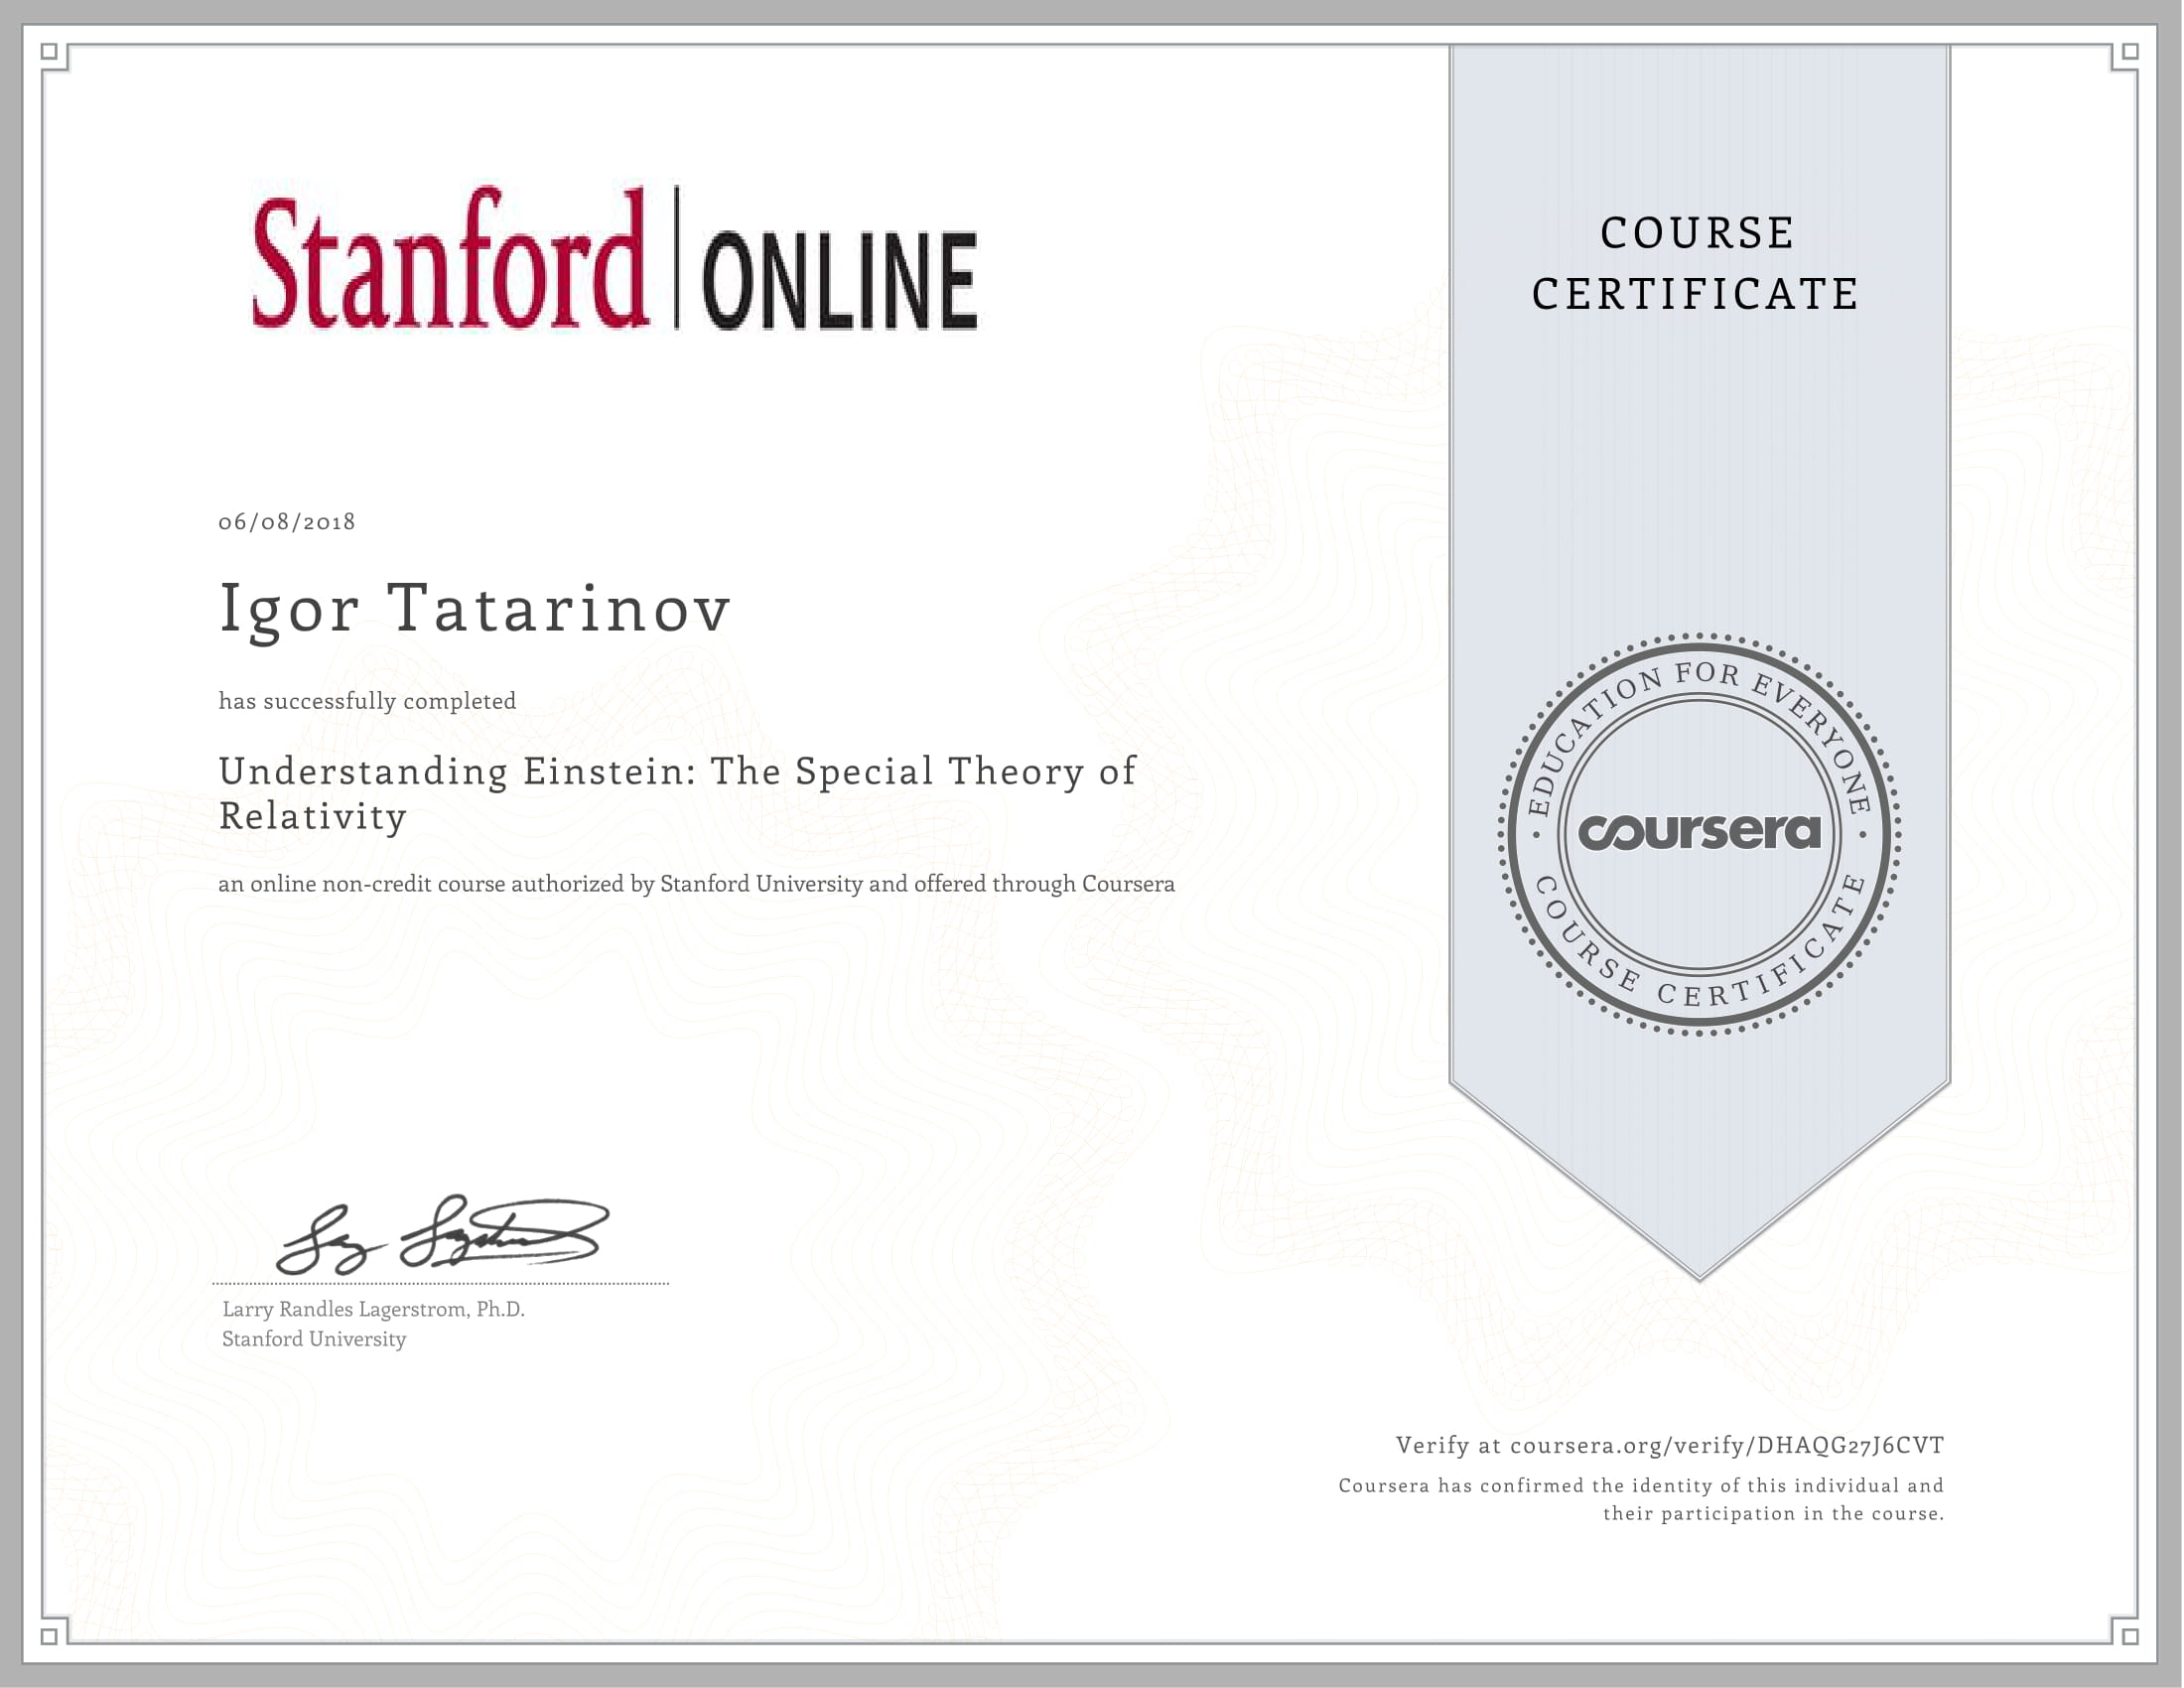 Stanford | ONLINE
COURSE
CERTIFICATE
06/08/2018
Igor Tatarinov
has successfully completed
Understanding Einstein: The Special Theory of
Relativity
an online non-credit course authorized by Stanford University and offered through Coursera
• EDUCATION FOR EVERYONE •
coursera
COURSE CERTIFICATE
Larry Randles Lagerstrom, Ph.D.
Stanford University
Verify at coursera.org/verify/DHAQG27J6CVT
Coursera has confirmed the identity of this individual and
their participation in the course.